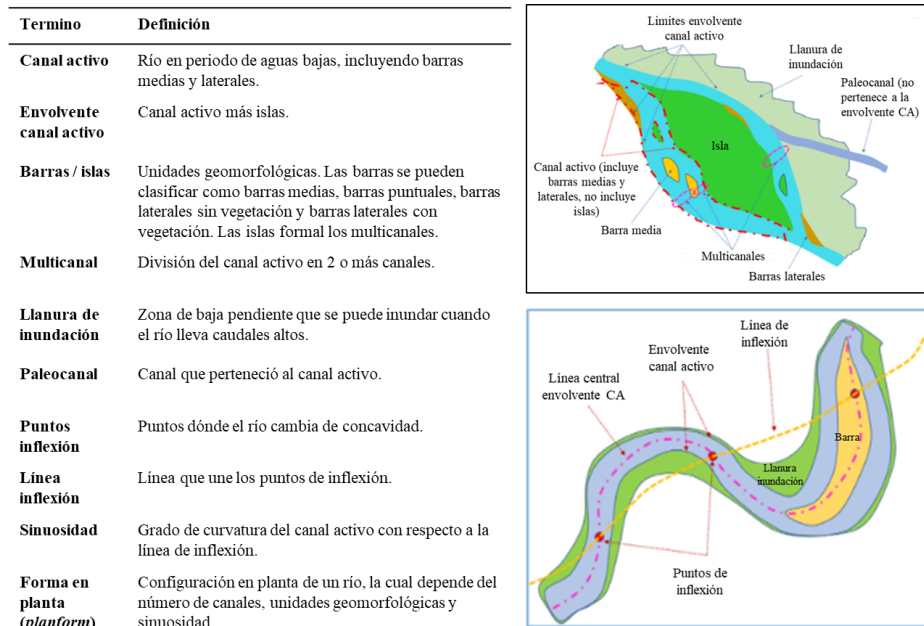 Termino Definición
Canal activo Río en periodo de aguas bajas, incluyendo barras
medias y laterales.
Envolvente Canal activo más islas.
canal activo
Barras / islas Unidades geomorfológicas. Las barras se pueden
clasificar como barras medias, barras puntuales, barras
laterales sin vegetación y barras laterales con
vegetación. Las islas formal los multicanales.
Multicanal División del canal activo en 2 o más canales.
Llanura de Zona de baja pendiente que se puede inundar cuando
inundación el río lleva caudales altos.
Paleocanal Canal que perteneció al canal activo.
Puntos Puntos dónde el río cambia de concavidad.
inflexión
Línea Línea que une los puntos de inflexión.
inflexión
Sinuosidad Grado de curvatura del canal activo con respecto a la
línea de inflexión.
Forma en Configuración en planta de un río, la cual depende del
planta número de canales, unidades geomorfológicas y
(planform) sinuosidad
Limites envolvente
canal activo
Llanura de
inundación
Paleocanal (no
pertenece a la
envolvente CA)
Isla
Canal activo (incluye
barras medias y
laterales, no incluye
islas)
Barra media
Multicanales
Barras laterales
Línea de
inflexión
Envolvente
canal activo
Línea central
envolvente CA
Barra
Llanura
inundación
Puntos de
inflexión